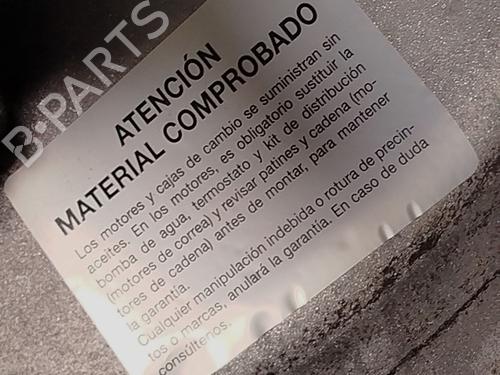 B-PARTS
ATENCIÓN
MATERIAL COMPROBADO
Los motores y cajas de cambio se suministran sin
aceites. En los motores, es obligatorio sustituir la
bomba de agua, termostato y kit de distribución
(motores de correa) y revisar patines y cadena (mo-
tores de cadena) antes de montar, para mantener
la garantía.
Cualquier manipulación indebida o rotura de precin-
tos o marcas, anulará la garantía. En caso de duda
consúltenos.